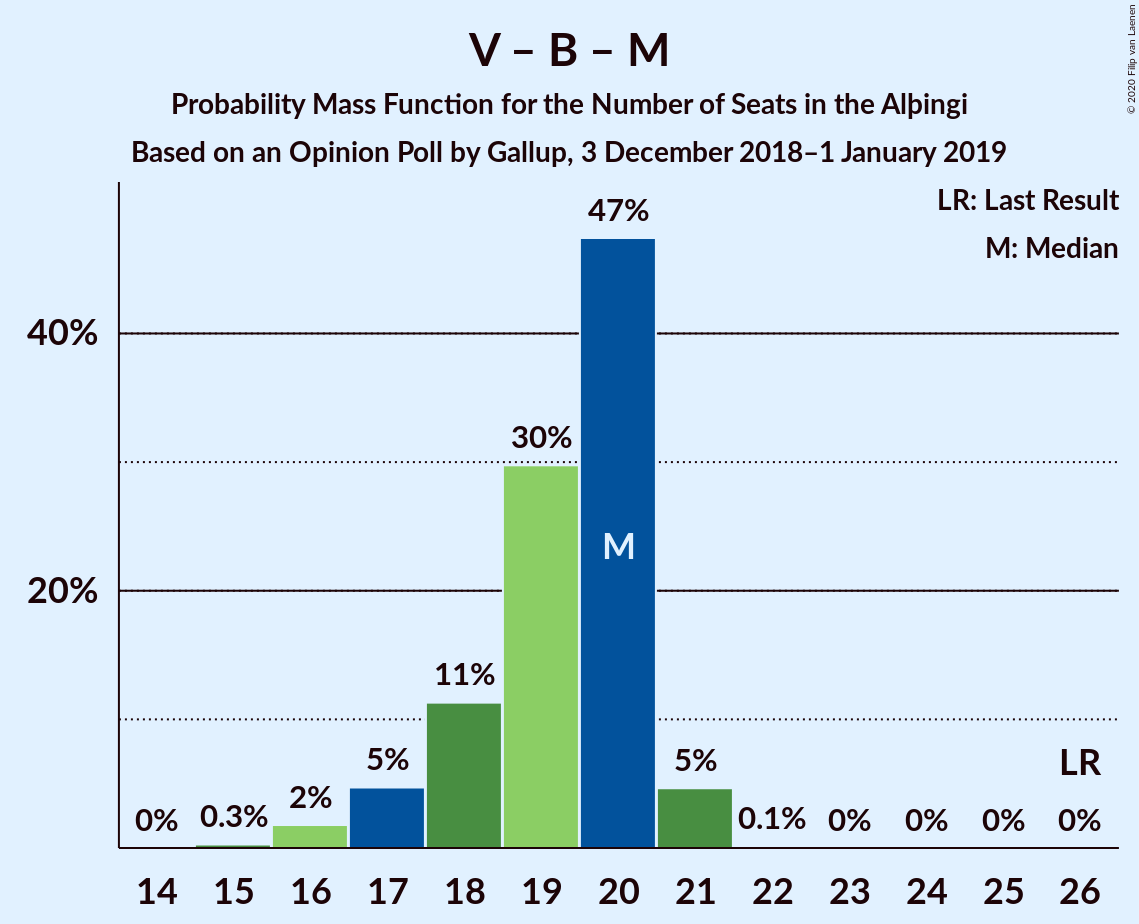 V – B – M
Probability Mass Function for the Number of Seats in the Alþingi
Based on an Opinion Poll by Gallup, 3 December 2018–1 January 2019
© 2020 Filip van Laenen
LR: Last Result
M: Median
47%
40%
30%
M
20%
11%
5%
5%
LR
2%
0%
0.3%
0.1%
0%
0%
0%
0%
14 15 16 17 18 19 20 21 22 23 24 25 26